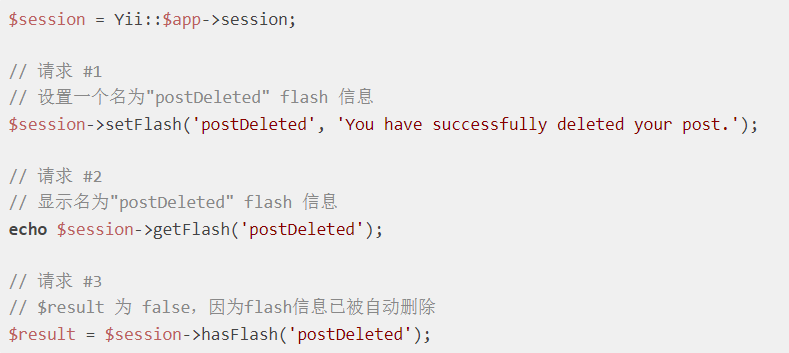 $session = Yii::$app->session;
// 请求 #1
// 设置一个名为"postDeleted" flash 信息
$session->setFlash('postDeleted', 'You have successfully deleted your post.');
// 请求 #2
// 显示名为"postDeleted" flash 信息
echo $session->getFlash('postDeleted');
// 请求 #3
// $result 为 false，因为flash信息已被自动删除
$result = $session->hasFlash('postDeleted');